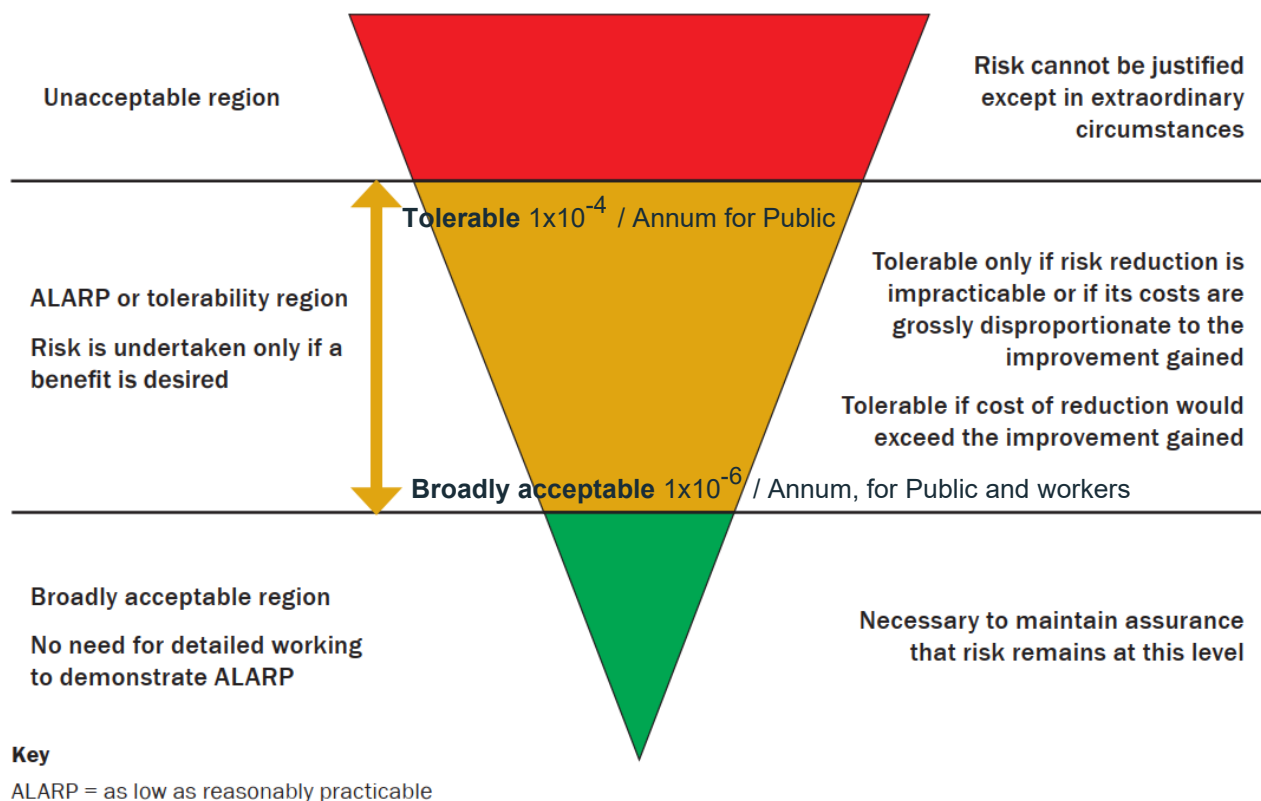 Unacceptable region
Risk cannot be justified
except in extraordinary
circumstances
Tolerable 1x10⁻⁴ / Annum for Public
ALARP or tolerability region
Risk is undertaken only if a
benefit is desired
Tolerable only if risk reduction is
impracticable or if its costs are
grossly disproportionate to the
improvement gained
Tolerable if cost of reduction would
exceed the improvement gained
Broadly acceptable 1x10⁻⁶ / Annum, for Public and workers
Broadly acceptable region
No need for detailed working
to demonstrate ALARP
Necessary to maintain assurance
that risk remains at this level
Key
ALARP = as low as reasonably practicable